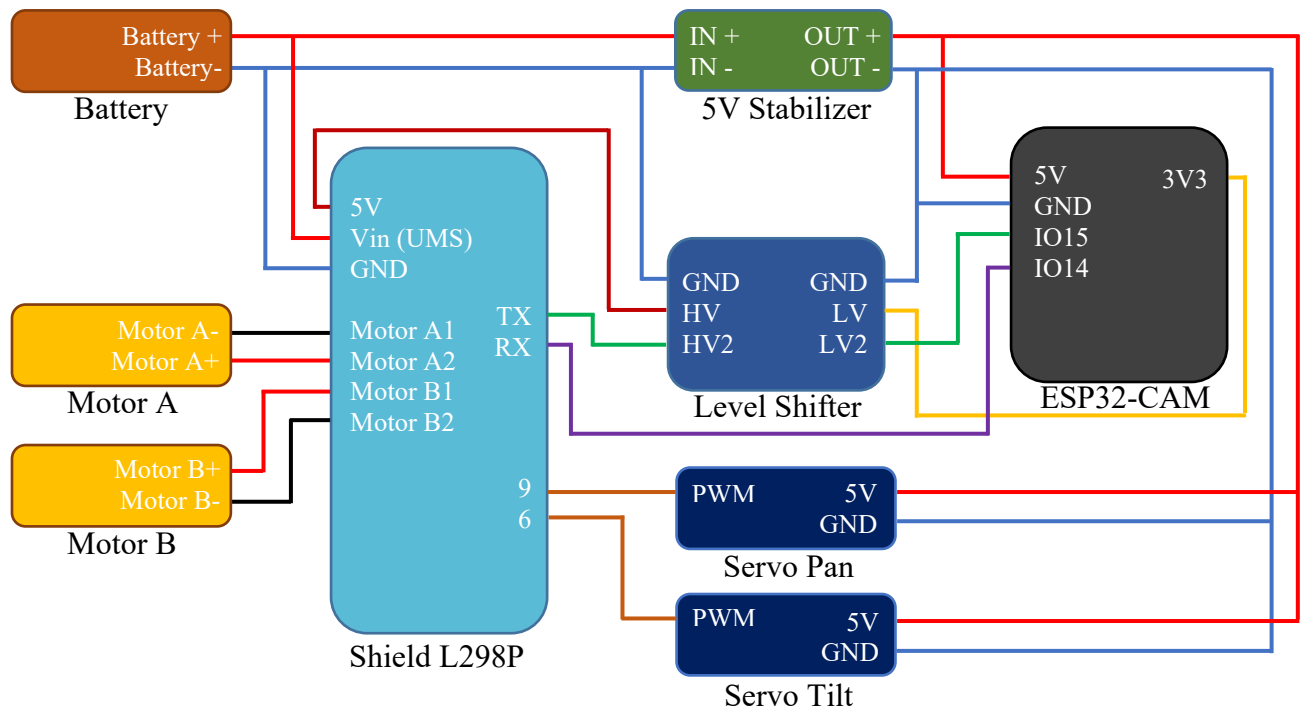 Battery +
Battery-
Battery
IN +
OUT +
IN -
OUT -
5V Stabilizer
5V
Vin (UMS)
GND
TX
RX
Motor A1
Motor A2
Motor B1
Motor B2
9
6
Shield L298P
Motor A-
Motor A+
Motor A
Motor B+
Motor B-
Motor B
GND
GND
HV
LV
HV2
LV2
Level Shifter
5V
3V3
GND
IO15
IO14
ESP32-CAM
PWM
5V
GND
Servo Pan
PWM
5V
GND
Servo Tilt